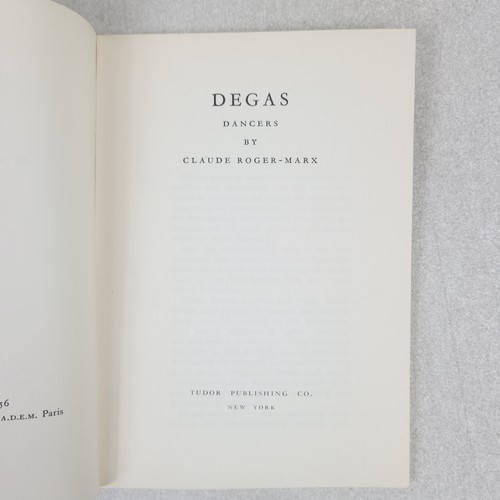 56
A.D.E.M. Paris
DEGAS
DANCERS
BY
CLAUDE ROGER-MARX
TUDOR PUBLISHING CO.
NEW YORK